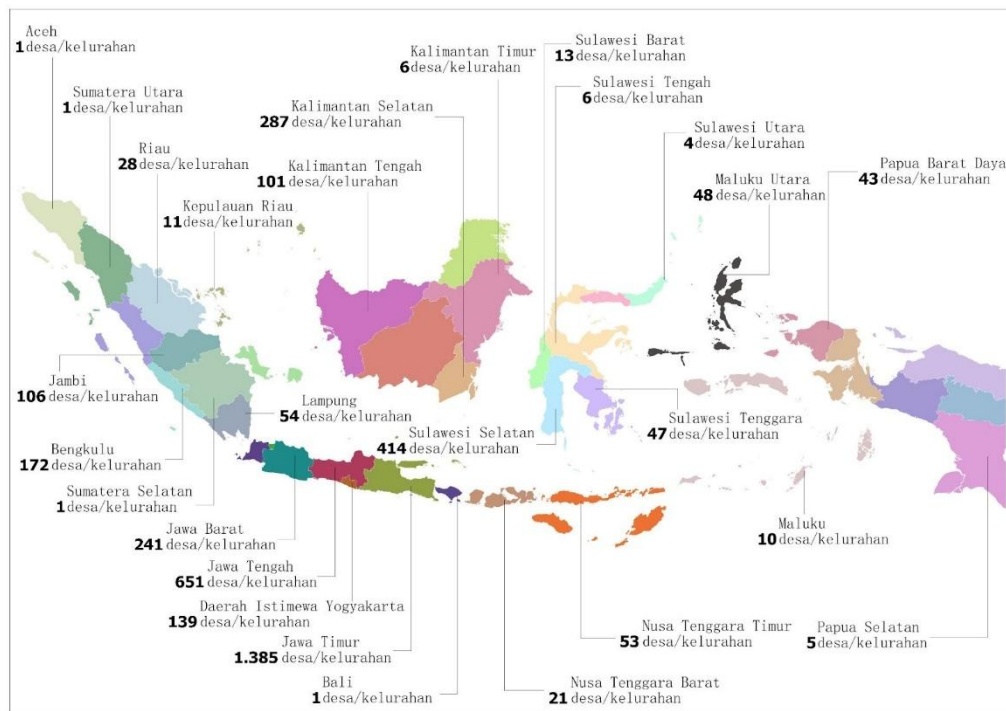 Aceh
1 desa/kelurahan
Sumatera Utara
1 desa/kelurahan
Riau
28 desa/kelurahan
Kepulauan Riau
11 desa/kelurahan
Kalimantan Timur
6 desa/kelurahan
Kalimantan Selatan
287 desa/kelurahan
Kalimantan Tengah
101 desa/kelurahan
Sulawesi Barat
13 desa/kelurahan
Sulawesi Tengah
6 desa/kelurahan
Sulawesi Utara
4 desa/kelurahan
Maluku Utara
48 desa/kelurahan
Papua Barat Daya
43 desa/kelurahan
Jambi
106 desa/kelurahan
Lampung
54 desa/kelurahan
Bengkulu
172 desa/kelurahan
Sumatera Selatan
1 desa/kelurahan
Sulawesi Selatan
414 desa/kelurahan
Sulawesi Tenggara
47 desa/kelurahan
Jawa Barat
241 desa/kelurahan
Jawa Tengah
651 desa/kelurahan
Daerah Istimewa Yogyakarta
139 desa/kelurahan
Jawa Timur
1.385 desa/kelurahan
Bali
1 desa/kelurahan
Nusa Tenggara Barat
21 desa/kelurahan
Nusa Tenggara Timur
53 desa/kelurahan
Maluku
10 desa/kelurahan
Papua Selatan
5 desa/kelurahan